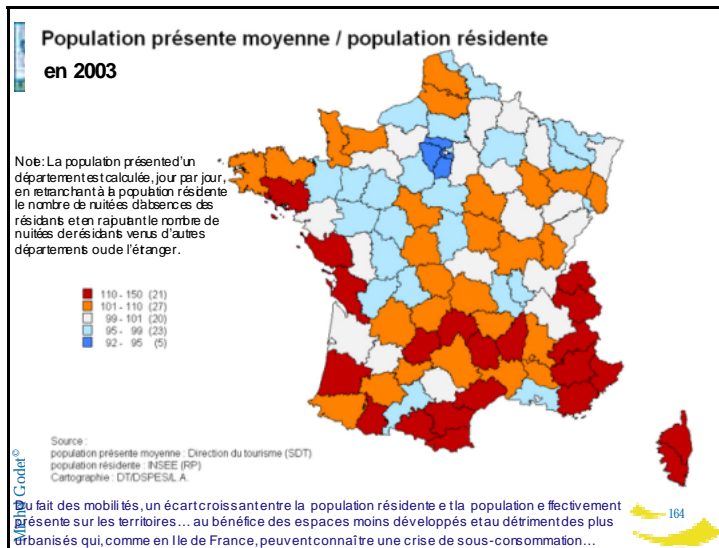 Population présente moyenne / population résidente
en 2003
Note: La population présente d'un
département est calculée, jour par jour,
en retranchant à la population résidente
le nombre de nuitées d'absences des
résidants et en rajoutant le nombre de
nuitées de résidants venus d'autres
départements ou de l'étranger.
110 - 150 (21)
101 - 110 (27)
99 - 101 (20)
95 - 99 (23)
92 - 95 (5)
Source :
population présente moyenne : Direction du tourisme (SDT)
population résidente : INSEE (RP)
Cartographie : DT/DSPES/L.A.
Godet©
Du fait des mobilités, un écart croissant entre la population résidente et la population effectivement
présente sur les territoires… au bénéfice des espaces moins développés et au détriment des plus
urbanisés qui, comme en Ile de France, peuvent connaître une crise de sous-consommation…
164